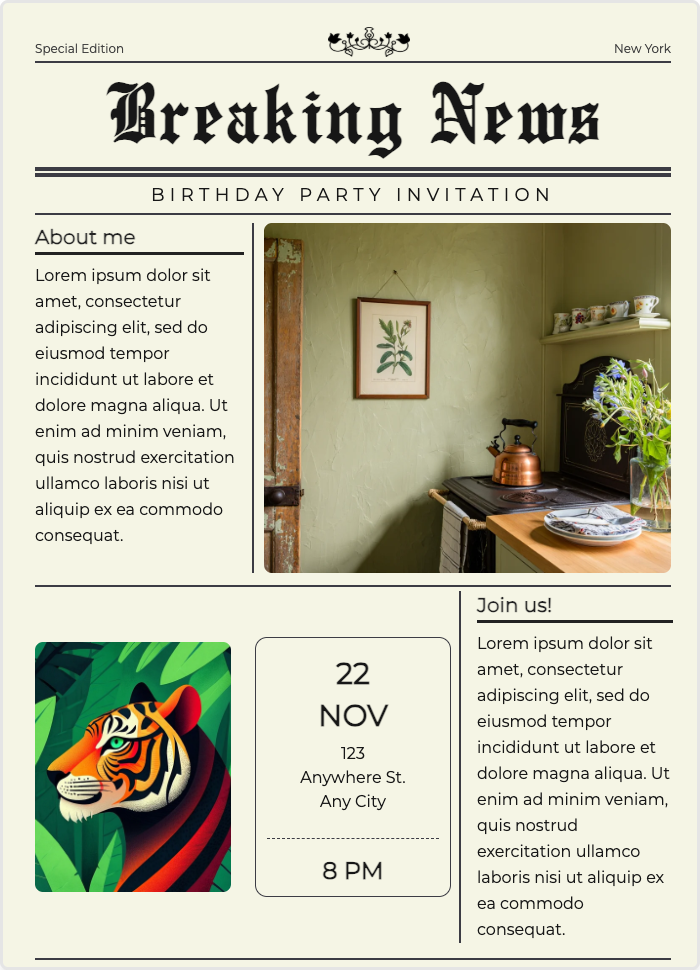 Special Edition
New York
Breaking News
BIRTHDAY PARTY INVITATION
About me
Lorem ipsum dolor sit
amet, consectetur
adipiscing elit, sed do
eiusmod tempor
incididunt ut labore et
dolore magna aliqua. Ut
enim ad minim veniam,
quis nostrud exercitation
ullamco laboris nisi ut
aliquip ex ea commodo
consequat.
22
NOV
123
Anywhere St.
Any City
8 PM
Join us!
Lorem ipsum dolor sit
amet, consectetur
adipiscing elit, sed do
eiusmod tempor
incididunt ut labore et
dolore magna aliqua. Ut
enim ad minim veniam,
quis nostrud
exercitation ullamco
laboris nisi ut aliquip ex
ea commodo
consequat.